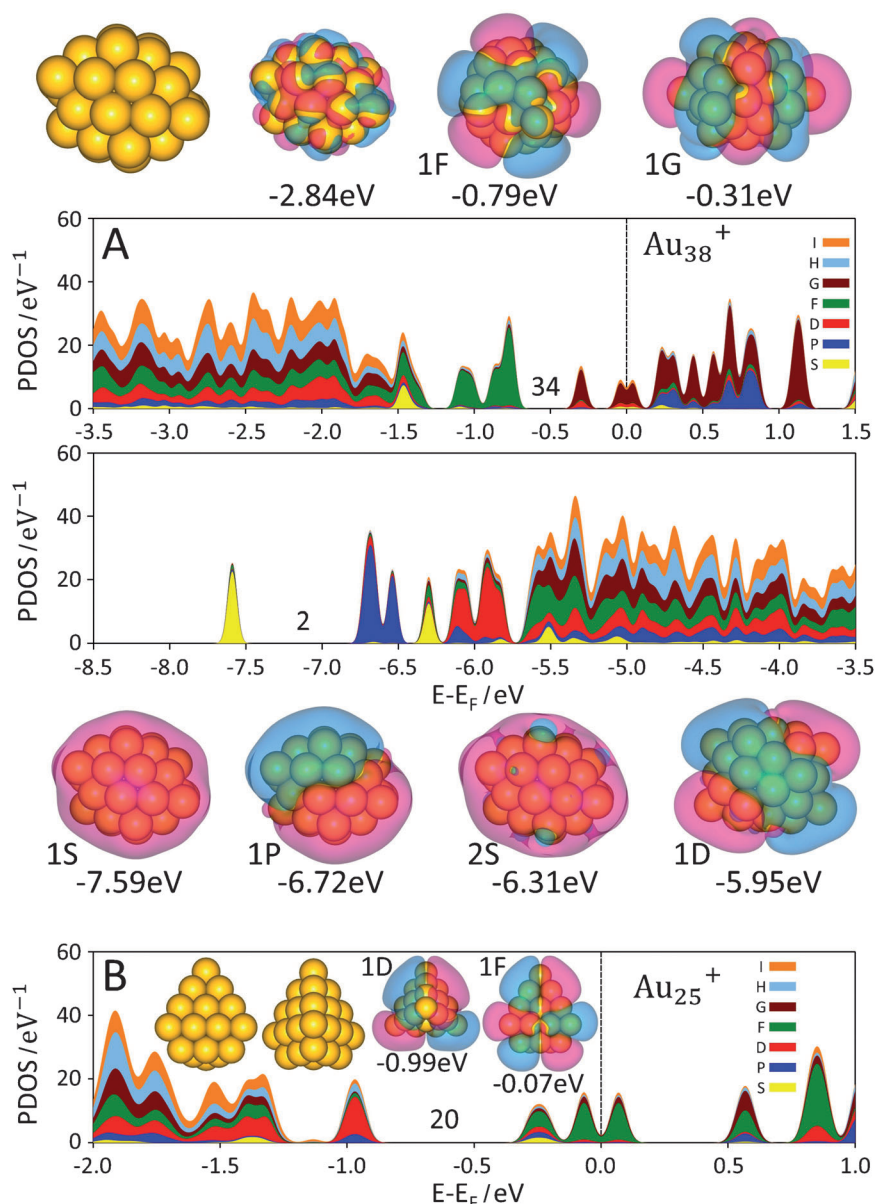 1F
1G
-2.84eV
-0.79eV
-0.31eV
A
Au38+
PDOS/eV−1
60
40
20
0
I
H
G
F
D
P
S
34
-3.5 -3.0 -2.5 -2.0 -1.5 -1.0 -0.5 0.0 0.5 1.0 1.5
PDOS/eV−1
60
40
20
0
2
-8.5 -8.0 -7.5 -7.0 -6.5 -6.0 -5.5 -5.0 -4.5 -4.0 -3.5
E-EF/eV
1S
1P
2S
1D
-7.59eV
-6.72eV
-6.31eV
-5.95eV
B
1D
1F
Au25+
-0.99eV
-0.07eV
PDOS/eV−1
60
40
20
0
I
H
G
F
D
P
S
20
-2.0 -1.5 -1.0 -0.5 0.0 0.5 1.0
E-EF/eV